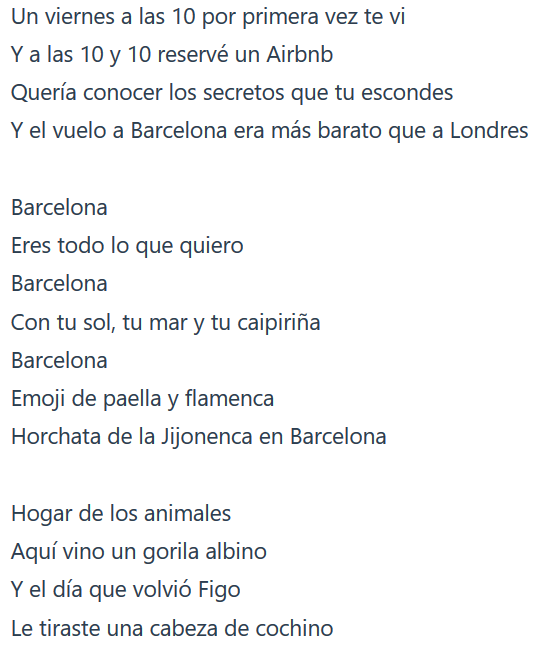 Un viernes a las 10 por primera vez te vi
Y a las 10 y 10 reservé un Airbnb
Quería conocer los secretos que tu escondes
Y el vuelo a Barcelona era más barato que a Londres

Barcelona
Eres todo lo que quiero
Barcelona
Con tu sol, tu mar y tu caipiriña
Barcelona
Emoji de paella y flamenca
Horchata de la Jijonenca en Barcelona

Hogar de los animales
Aquí vino un gorila albino
Y el día que volvió Figo
Le tiraste una cabeza de cochino